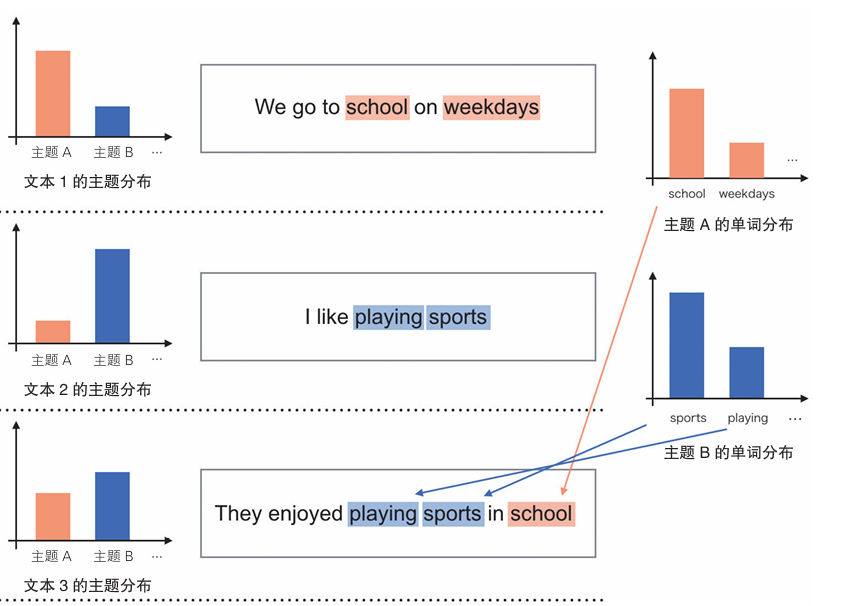 We go to school on weekdays
主题 A 主题 B ...
文本 1 的主题分布
...
school weekdays
主题 A 的单词分布
I like playing sports
主题 A 主题 B ...
文本 2 的主题分布
sports playing ...
主题 B 的单词分布
They enjoyed playing sports in school
主题 A 主题 B ...
文本 3 的主题分布